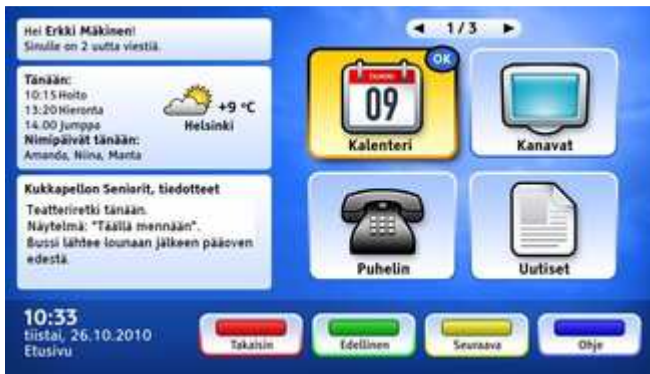 Hei Erkki Mäkinen!
Sinulle on 2 uutta viestiä.
Tänään:
10:15 Hoito
13:20 Hieronta
14.00 Jumppa
Nimipäivät tänään:
Amanda, Niina, Manta
+9 °C
Helsinki
Kukkapellon Seniorit, tiedotteet
Teatteriretki tänään.
Näytelmä: "Täällä mennään".
Bussi lähtee lounaan jälkeen pääoven
edestä.
1/3
OK
09
Kalenteri
Kanavat
Puhelin
Uutiset
10:33
tiistai, 26.10.2010
Etusivu
Takaisin
Edellinen
Seuraava
Ohje